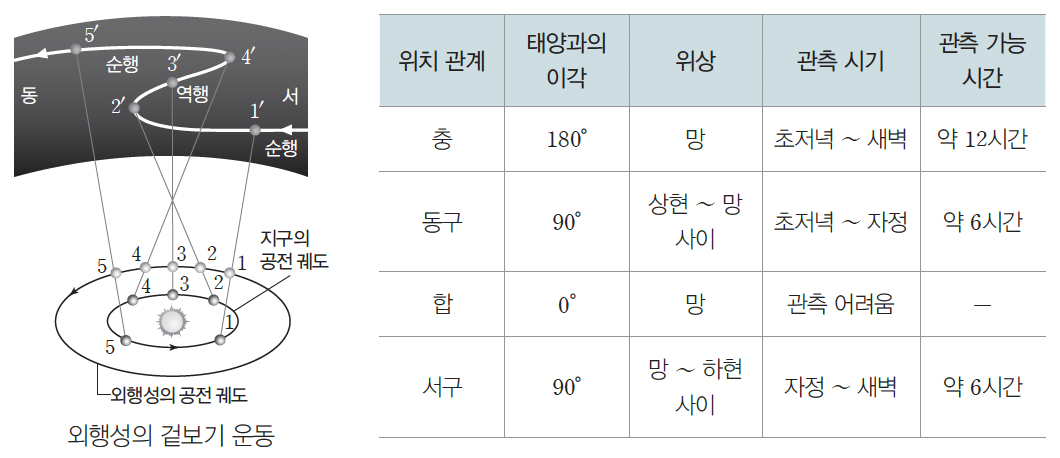 5′
순행
3′
4′
동
역행
서
2′
1′
순행
지구의
공전 궤도
5
4
3
2
1
4
3
2
1
5
외행성의 공전 궤도
외행성의 겉보기 운동
위치 관계
태양과의
이각
위상
관측 시기
관측 가능
시간
충
180°
망
초저녁 ~ 새벽
약 12시간
동구
90°
상현 ~ 망
사이
초저녁 ~ 자정
약 6시간
합
0°
망
관측 어려움
—
서구
90°
망 ~ 하현
사이
자정 ~ 새벽
약 6시간